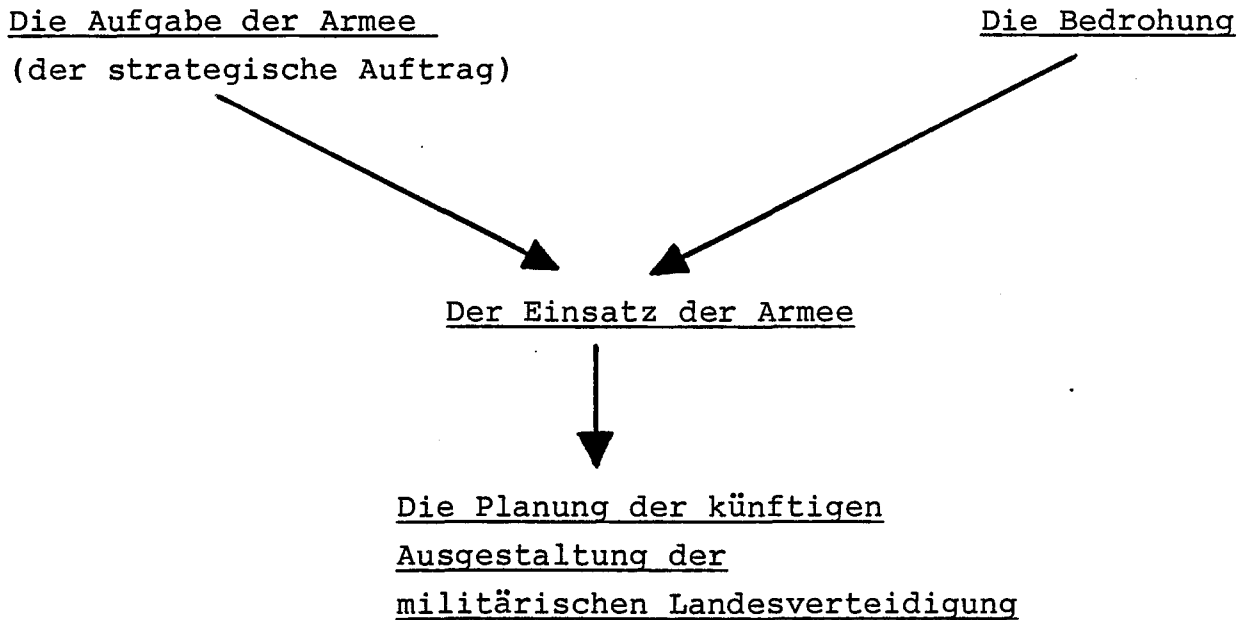 Die Aufgabe der Armee
Die Bedrohung
(der strategische Auftrag)
Der Einsatz der Armee
Die Planung der künftigen
Ausgestaltung der
militärischen Landesverteidigung